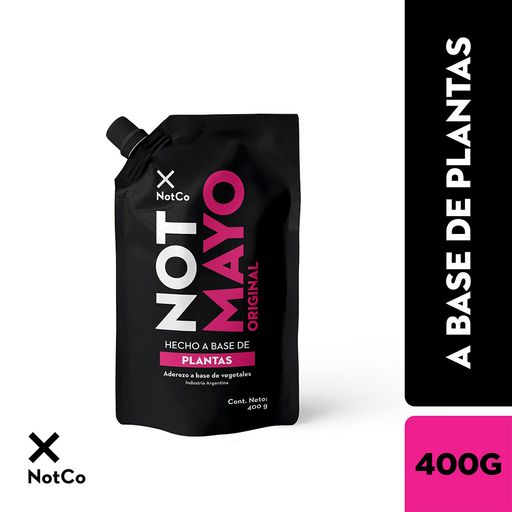 NotCo
NOT
MAYO
ORIGINAL
HECHO A BASE DE
PLANTAS
Aderezo a base de vegetales
Industria Argentina
Cont. Neto:
400 g
NotCo
A BASE DE PLANTAS
400G